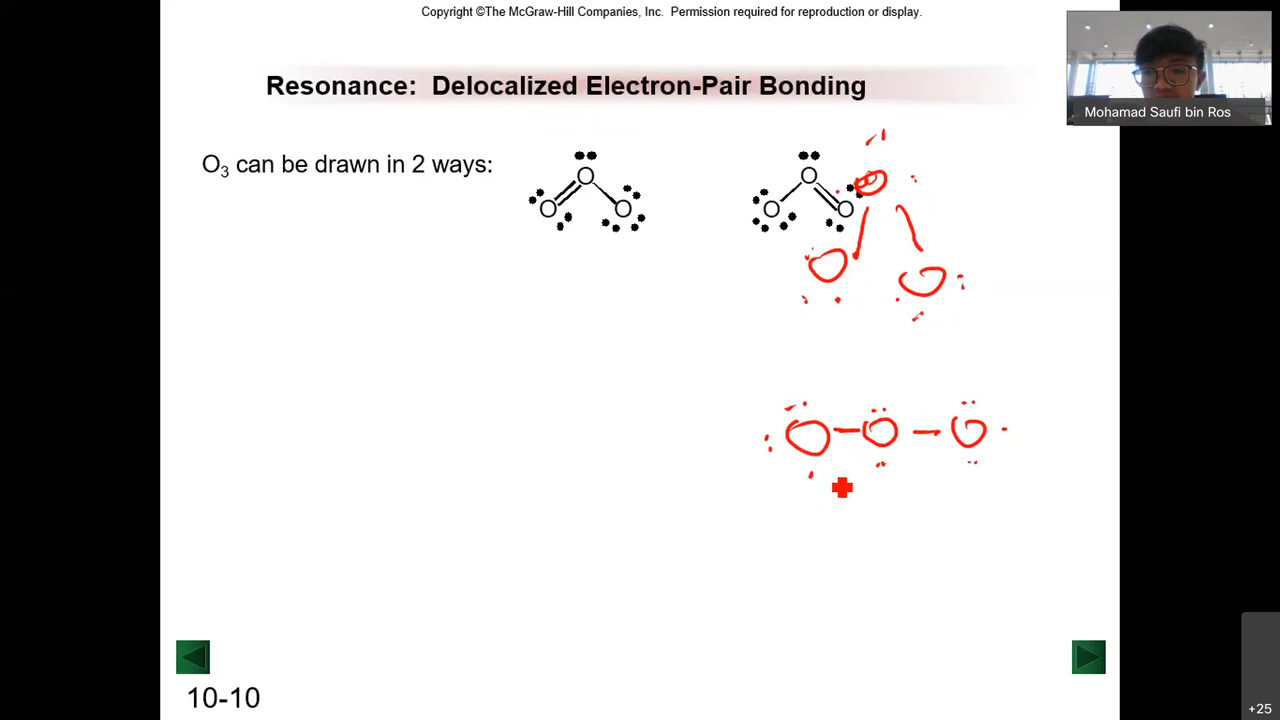 Copyright ©The McGraw-Hill Companies, Inc. Permission required for reproduction or display.
Resonance: Delocalized Electron-Pair Bonding
Mohamad Saufi bin Ros
O3 can be drawn in 2 ways:
O
O
O
O
O
O
O
O
O
O – O – O
10-10
+25